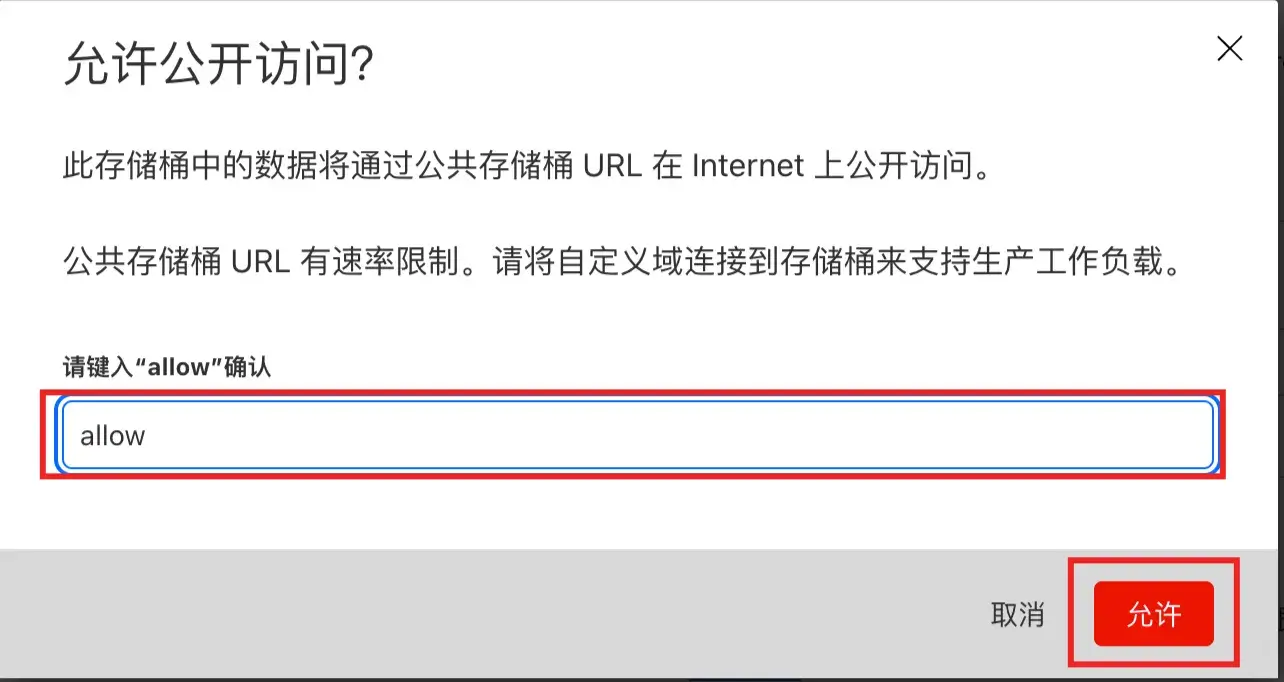 允许公开访问?
此存储桶中的数据将通过公共存储桶 URL 在 Internet 上公开访问。
公共存储桶 URL 有速率限制。请将自定义域连接到存储桶来支持生产工作负载。
请键入“allow”确认
allow
取消 允许